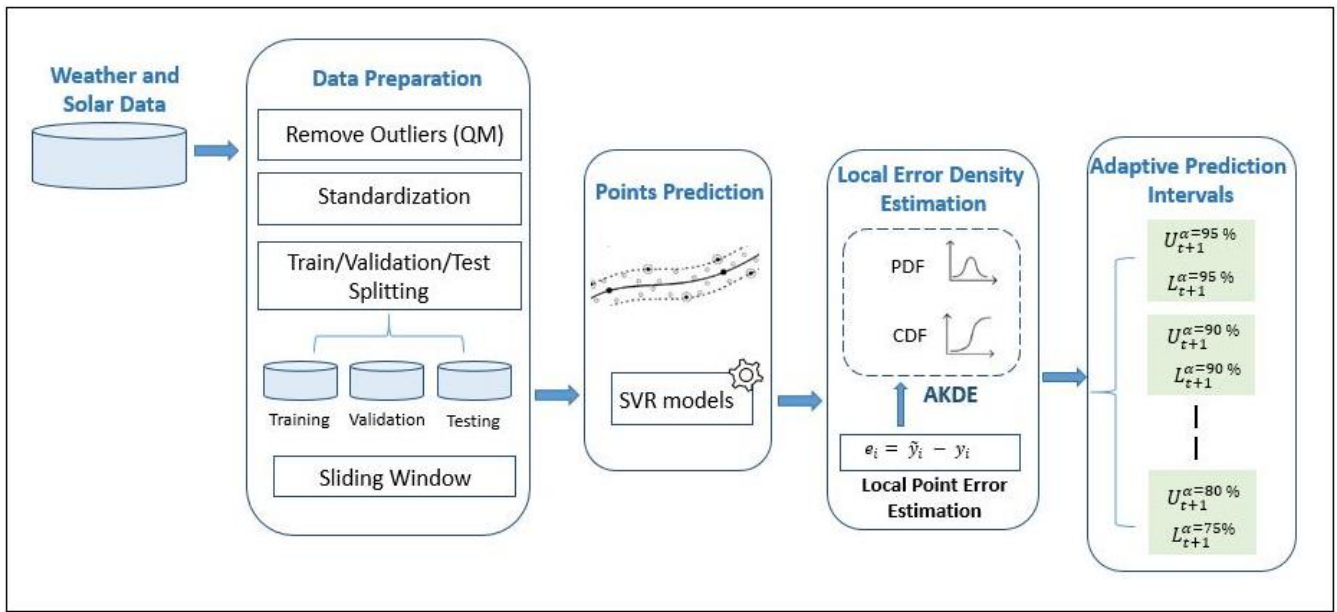 Weather and
Solar Data
Data Preparation
Remove Outliers (QM)
Standardization
Train/Validation/Test
Splitting
Training
Validation
Testing
Sliding Window
Points Prediction
SVR models
Local Error Density
Estimation
PDF
CDF
AKDE
e_i = ỹ_i − y_i
Local Point Error
Estimation
Adaptive Prediction
Intervals
U_{t+1}^{α=95 %}
L_{t+1}^{α=95 %}
U_{t+1}^{α=90 %}
L_{t+1}^{α=90 %}
U_{t+1}^{α=80 %}
L_{t+1}^{α=75%}